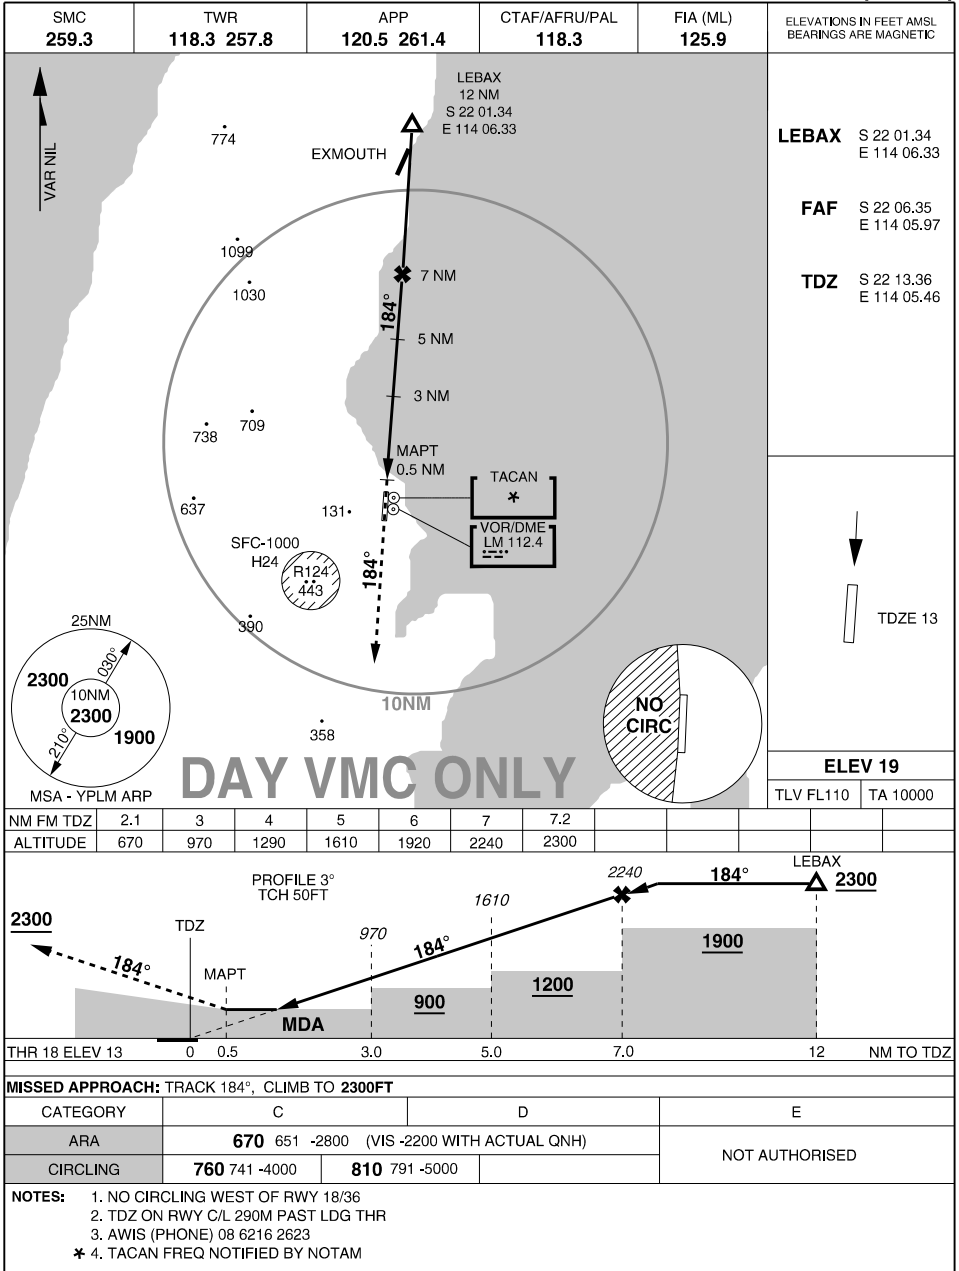 SMC TWR APP CTAF/AFRU/PAL FIA (ML)
259.3 118.3 257.8 120.5 261.4 118.3 125.9
ELEVATIONS IN FEET AMSL
BEARINGS ARE MAGNETIC
VAR NIL
LEBAX
12 NM
S 22 01.34
E 114 06.33
774
EXMOUTH
1099
1030
7 NM
184°
5 NM
3 NM
709
738
MAPT
0.5 NM
TACAN
*
637
131
VOR/DME
LM 112.4
SFC-1000
H24
R124
443
184°
390
25NM
030°
2300
10NM
2300
1900
210°
MSA - YPLM ARP
10NM
358
NO
CIRC
DAY VMC ONLY
LEBAX S 22 01.34
E 114 06.33
FAF S 22 06.35
E 114 05.97
TDZ S 22 13.36
E 114 05.46
TDZE 13
ELEV 19
TLV FL110 TA 10000
NM FM TDZ 2.1 3 4 5 6 7 7.2
ALTITUDE 670 970 1290 1610 1920 2240 2300
PROFILE 3°
TCH 50FT
LEBAX
2240 184° 2300
1610
2300
TDZ
970
184°
1900
184°
MAPT
1200
900
MDA
THR 18 ELEV 13 0 0.5 3.0 5.0 7.0 12 NM TO TDZ
MISSED APPROACH: TRACK 184°, CLIMB TO 2300FT
CATEGORY C D E
ARA 670 651 -2800 (VIS -2200 WITH ACTUAL QNH) NOT AUTHORISED
CIRCLING 760 741 -4000 810 791 -5000
NOTES: 1. NO CIRCLING WEST OF RWY 18/36
2. TDZ ON RWY C/L 290M PAST LDG THR
3. AWIS (PHONE) 08 6216 2623
* 4. TACAN FREQ NOTIFIED BY NOTAM